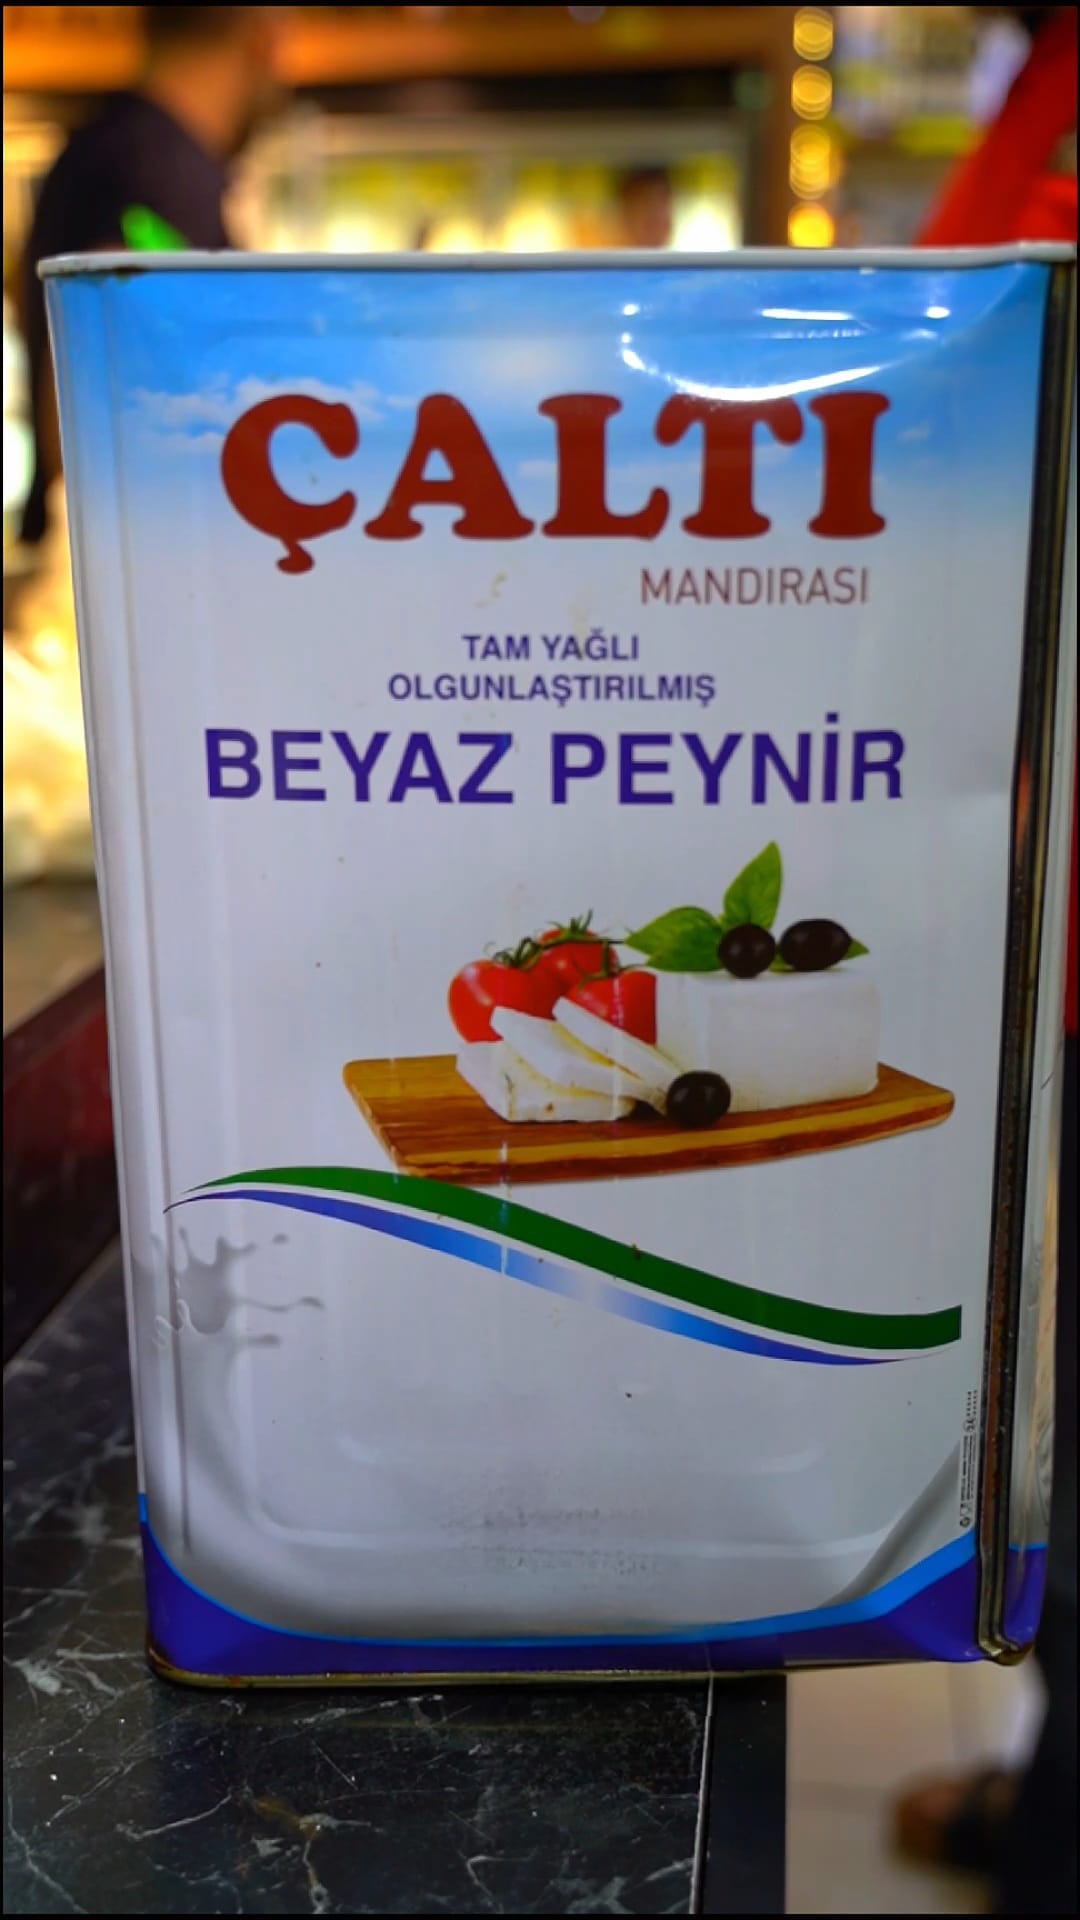 ÇALTI
MANDIRASI
TAM YAĞLI
OLGUNLAŞTIRILMIŞ
BEYAZ PEYNİR